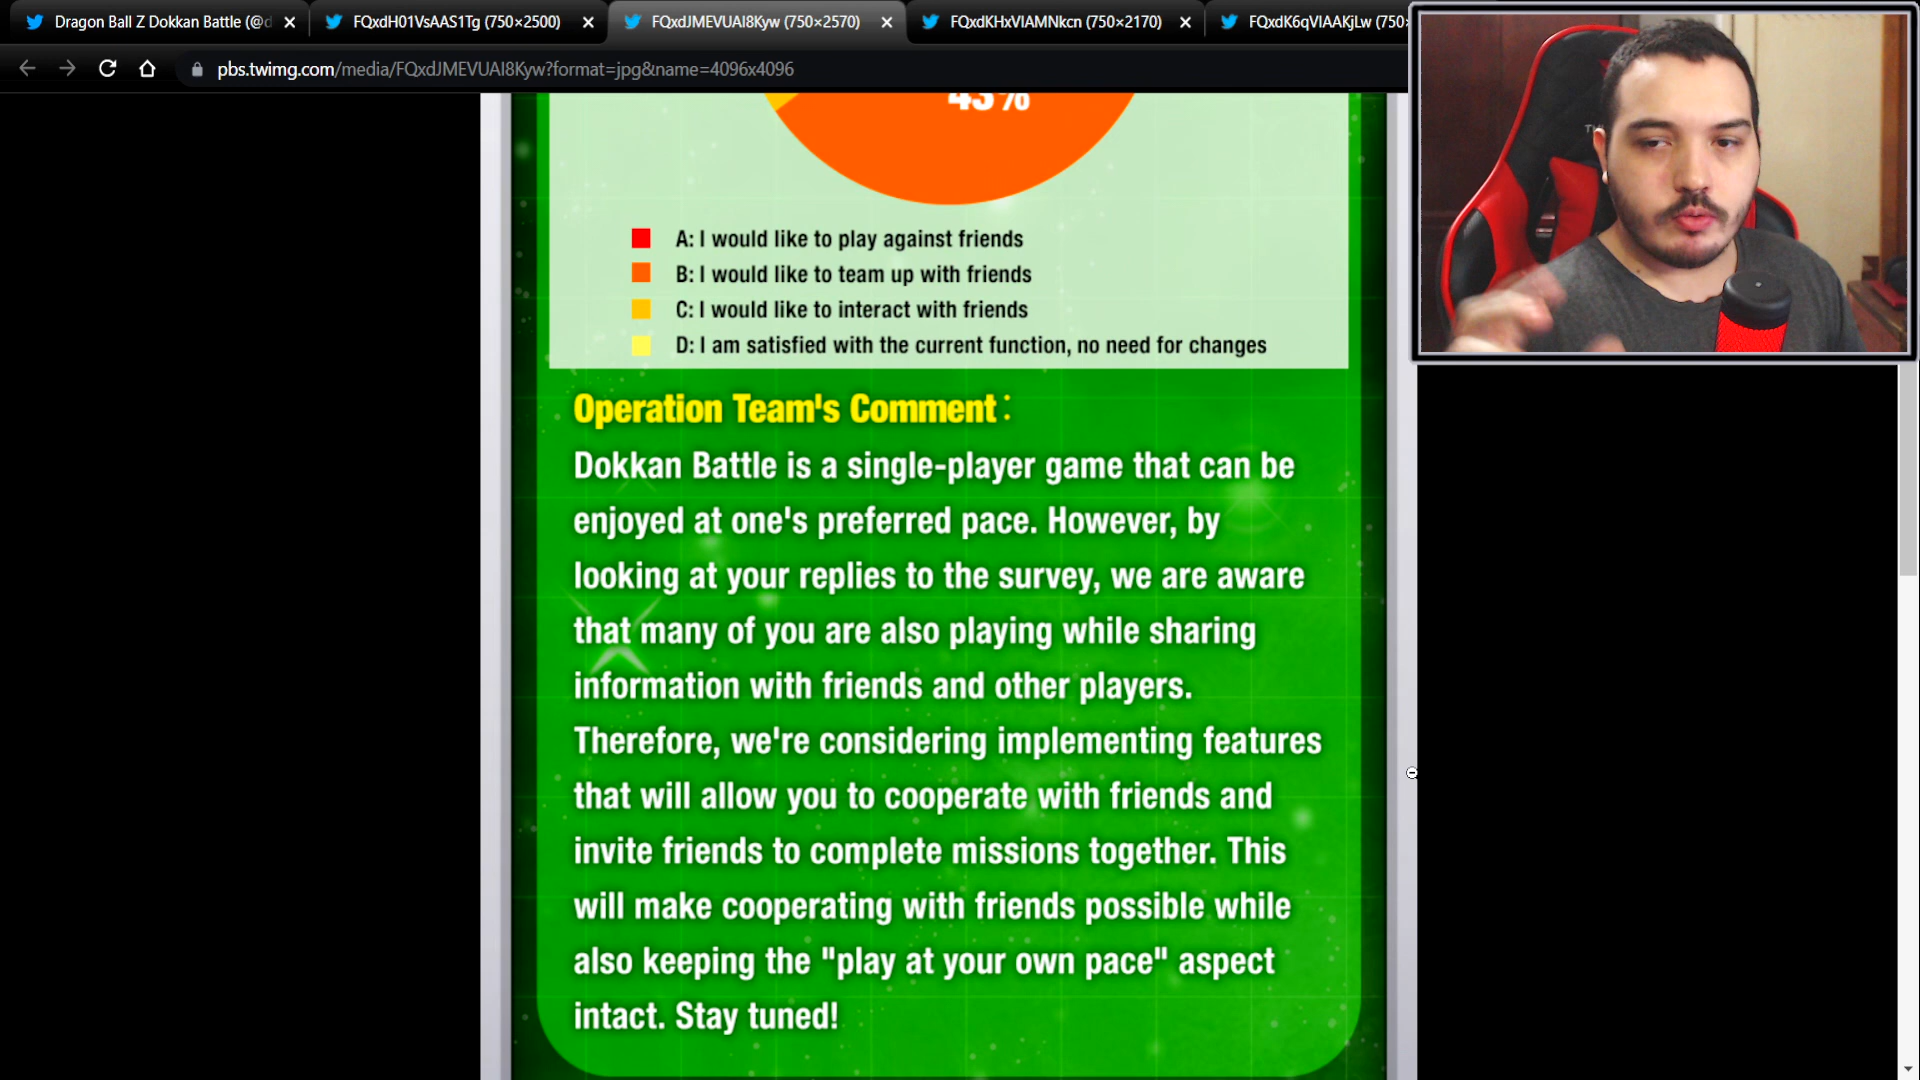 Dragon Ball Z Dokkan Battle (@d
FQxdH01VsAAS1Tg (750×2500)
FQxdJMEVUAI8Kyw (750×2570)
FQxdKHxVIAMNkcn (750×2170)
FQxdK6qVIAAKjLw (750×
pbs.twimg.com/media/FQxdJMEVUAI8Kyw?format=jpg&name=4096x4096
43%
A: I would like to play against friends
B: I would like to team up with friends
C: I would like to interact with friends
D: I am satisfied with the current function, no need for changes
Operation Team's Comment:
Dokkan Battle is a single-player game that can be
enjoyed at one's preferred pace. However, by
looking at your replies to the survey, we are aware
that many of you are also playing while sharing
information with friends and other players.
Therefore, we're considering implementing features
that will allow you to cooperate with friends and
invite friends to complete missions together. This
will make cooperating with friends possible while
also keeping the "play at your own pace" aspect
intact. Stay tuned!